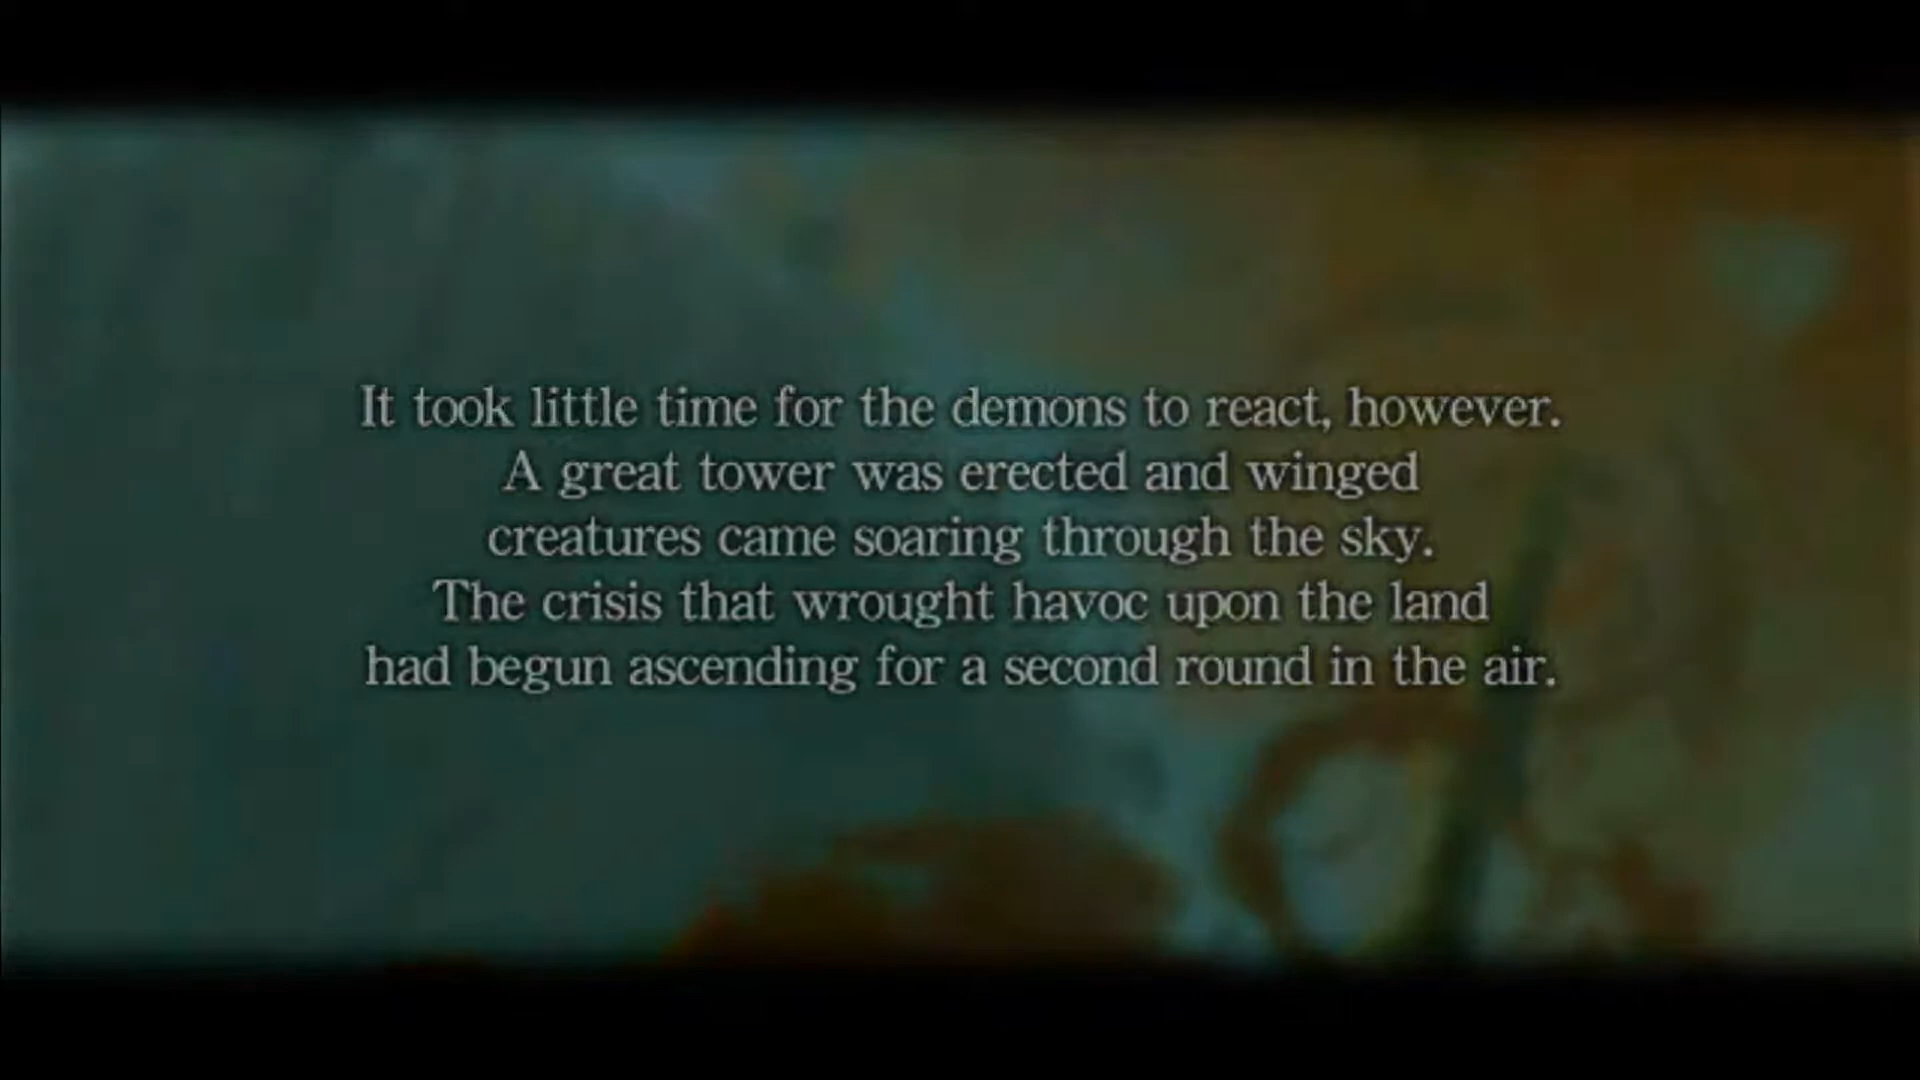 It took little time for the demons to react, however.
A great tower was erected and winged
creatures came soaring through the sky.
The crisis that wrought havoc upon the land
had begun ascending for a second round in the air.